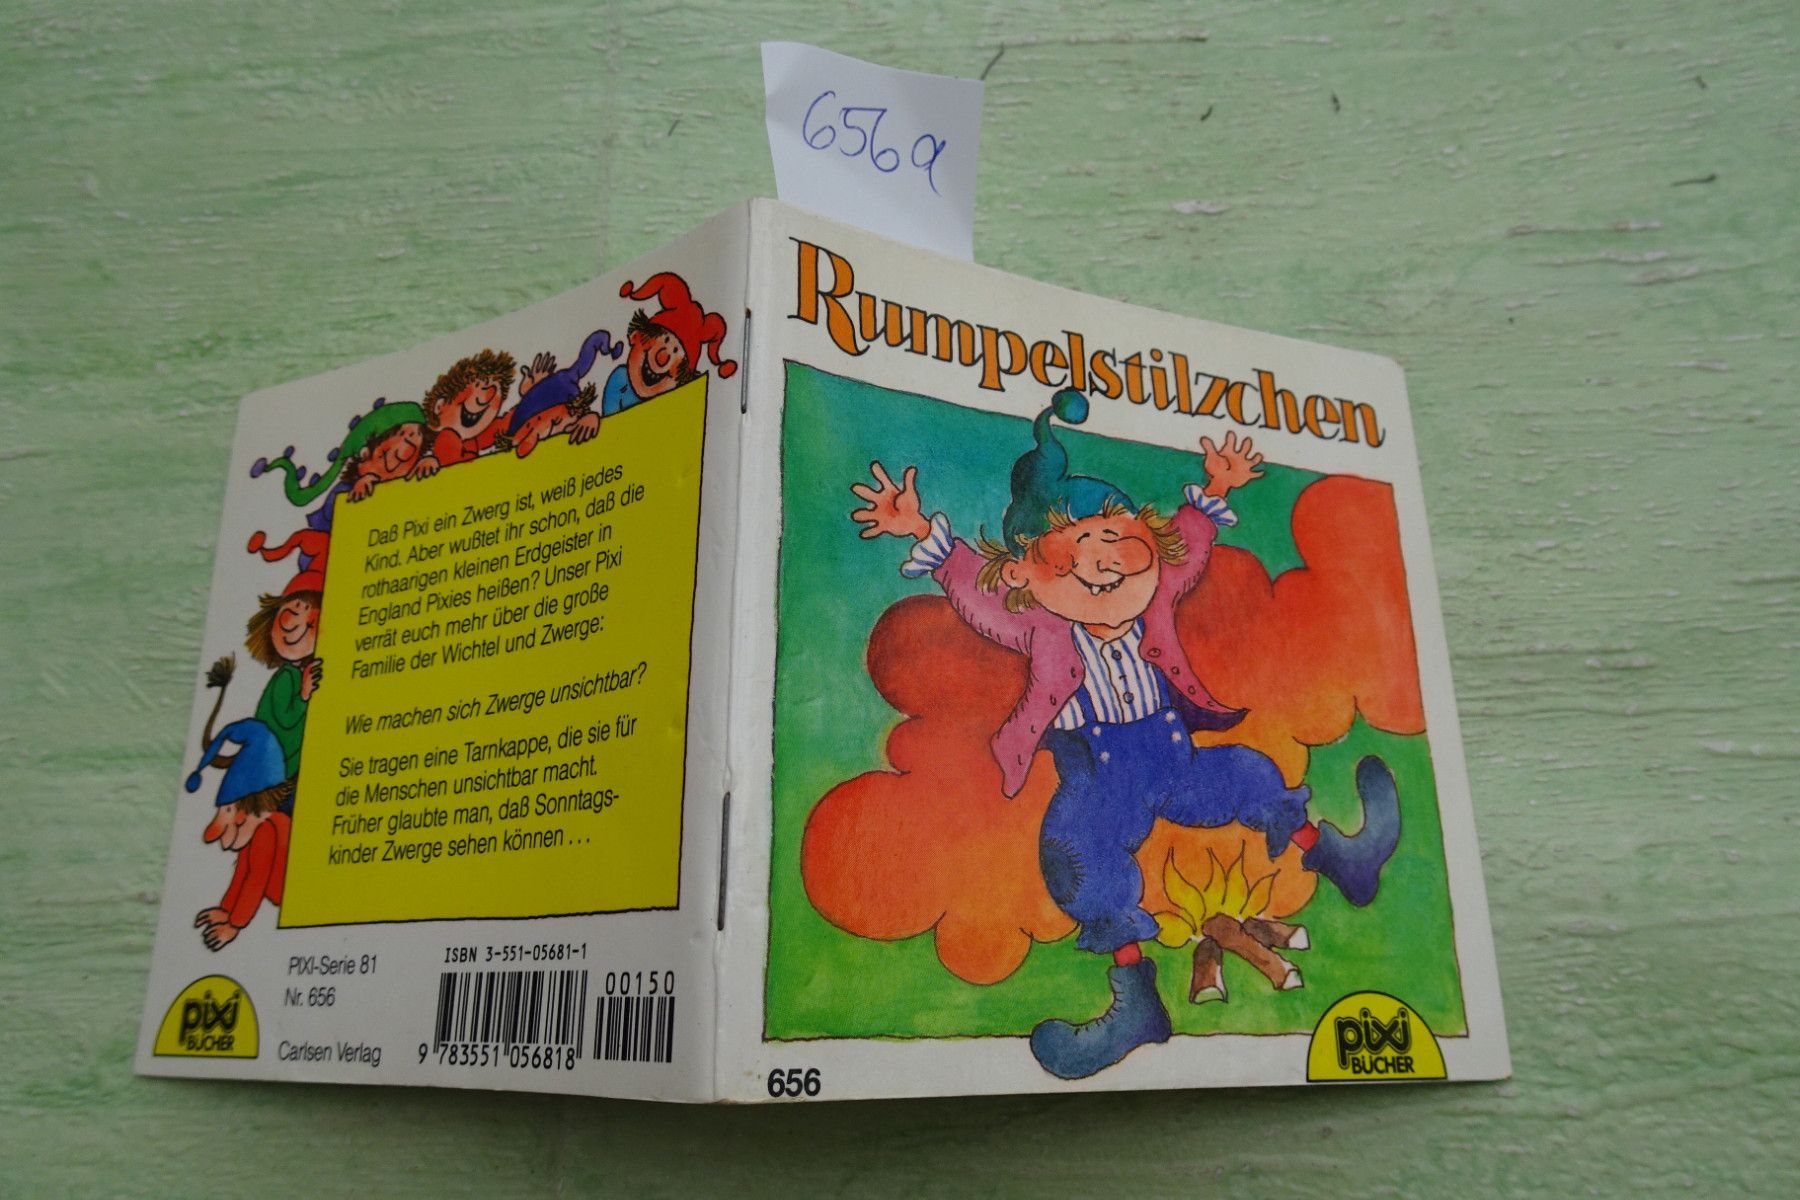 656a
Rumpelstilzchen
pixi
BÜCHER
656
Daß Pixi ein Zwerg ist, weiß jedes
Kind. Aber wußtet ihr schon, daß die
rothaarigen kleinen Erdgeister in
England Pixies heißen? Unser Pixi
verrät euch mehr über die große
Familie der Wichtel und Zwerge:
Wie machen sich Zwerge unsichtbar?
Sie tragen eine Tarnkappe, die sie für
die Menschen unsichtbar macht.
Früher glaubte man, daß Sonntags-
kinder Zwerge sehen können ...
pixi
BÜCHER
PIXI-Serie 81
Nr. 656
Carlsen Verlag
ISBN 3-551-05681-1
00150
9 783551 056818